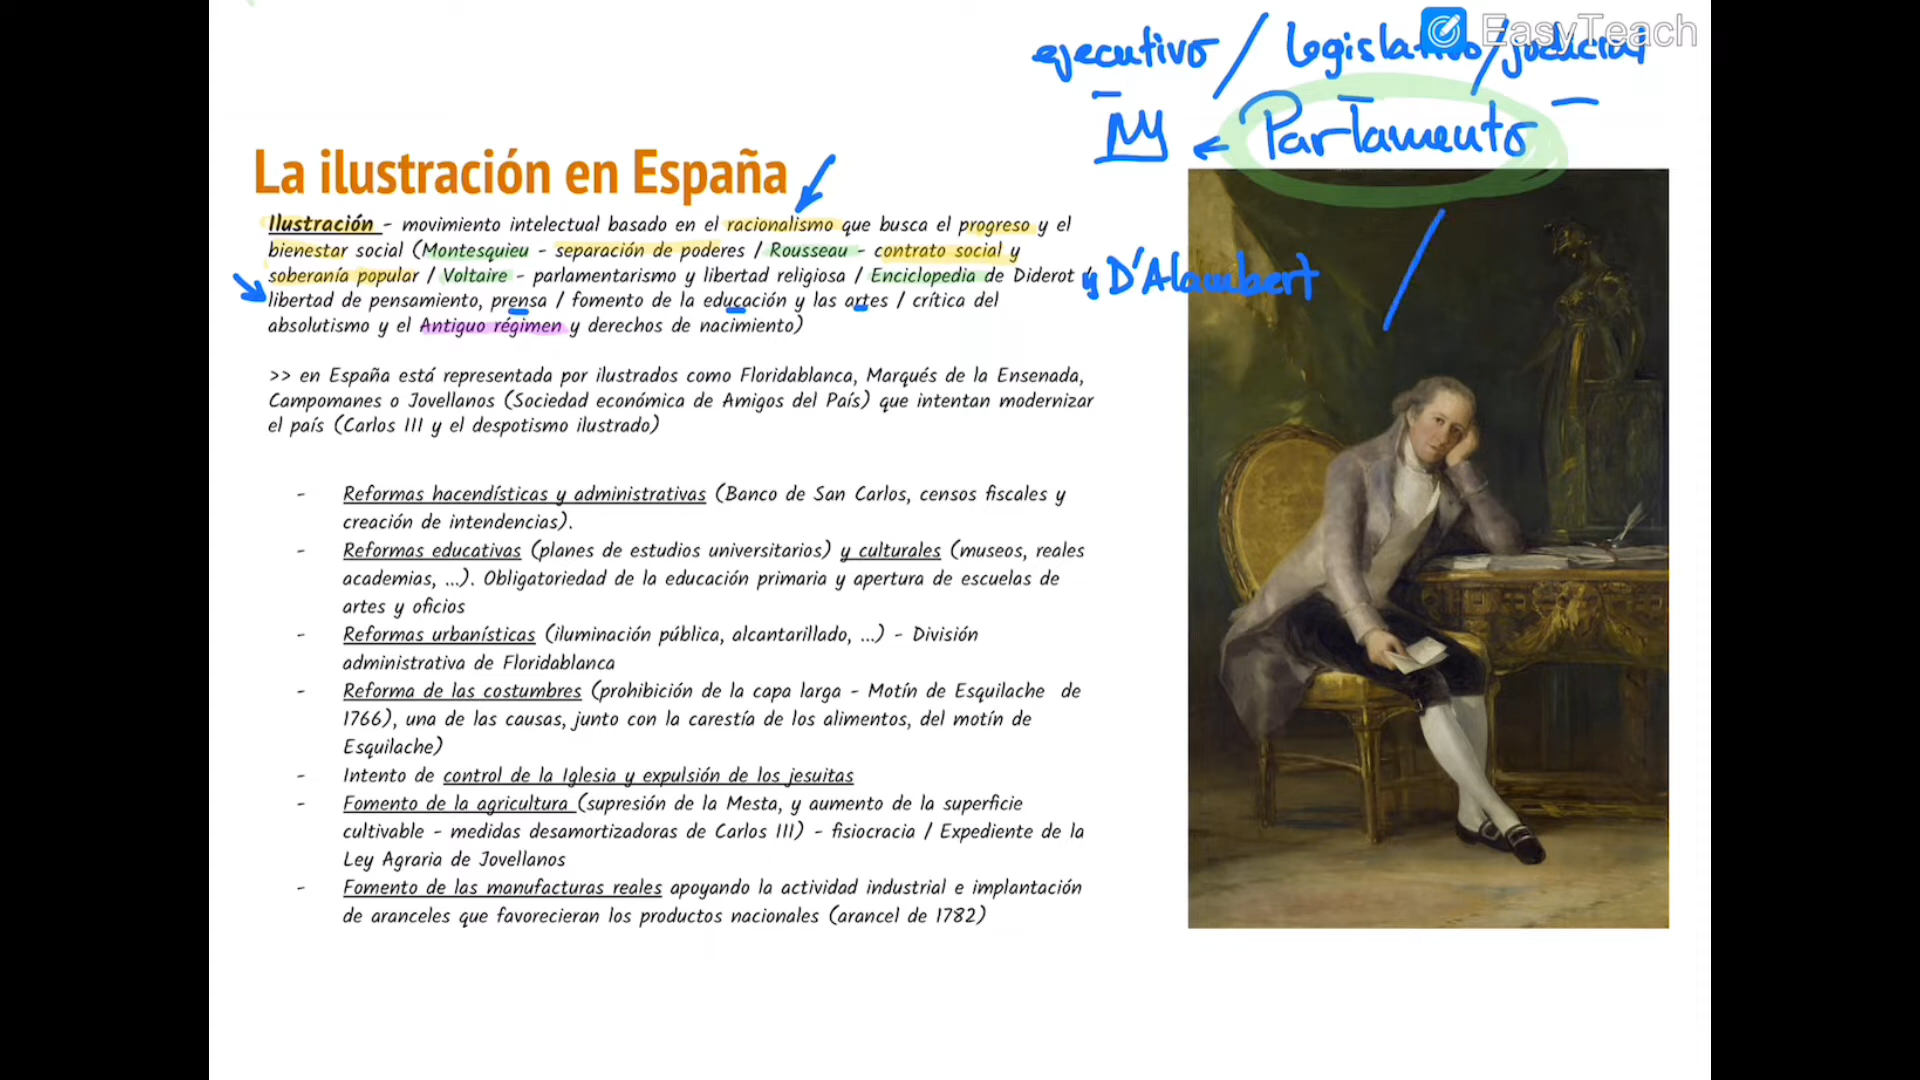 ejecutivo / legislativo / judicial
EasyTeach
← Parlamento
La ilustración en España
Ilustración - movimiento intelectual basado en el racionalismo que busca el progreso y el
bienestar social (Montesquieu - separación de poderes / Rousseau - contrato social y
soberanía popular / Voltaire - parlamentarismo y libertad religiosa / Enciclopedia de Diderot / y D'Alambert
libertad de pensamiento, prensa / fomento de la educación y las artes / crítica del
absolutismo y el Antiguo régimen y derechos de nacimiento)
>> en España está representada por ilustrados como Floridablanca, Marqués de la Ensenada,
Campomanes o Jovellanos (Sociedad económica de Amigos del País) que intentan modernizar
el país (Carlos III y el despotismo ilustrado)
- Reformas hacendísticas y administrativas (Banco de San Carlos, censos fiscales y
creación de intendencias).
- Reformas educativas (planes de estudios universitarios) y culturales (museos, reales
academias, ...). Obligatoriedad de la educación primaria y apertura de escuelas de
artes y oficios
- Reformas urbanísticas (iluminación pública, alcantarillado, ...) - División
administrativa de Floridablanca
- Reforma de las costumbres (prohibición de la capa larga - Motín de Esquilache de
1766), una de las causas, junto con la carestía de los alimentos, del motín de
Esquilache)
- Intento de control de la Iglesia y expulsión de los jesuitas
- Fomento de la agricultura (supresión de la Mesta, y aumento de la superficie
cultivable - medidas desamortizadoras de Carlos III) - fisiocracia / Expediente de la
Ley Agraria de Jovellanos
- Fomento de las manufacturas reales apoyando la actividad industrial e implantación
de aranceles que favorecieran los productos nacionales (arancel de 1782)